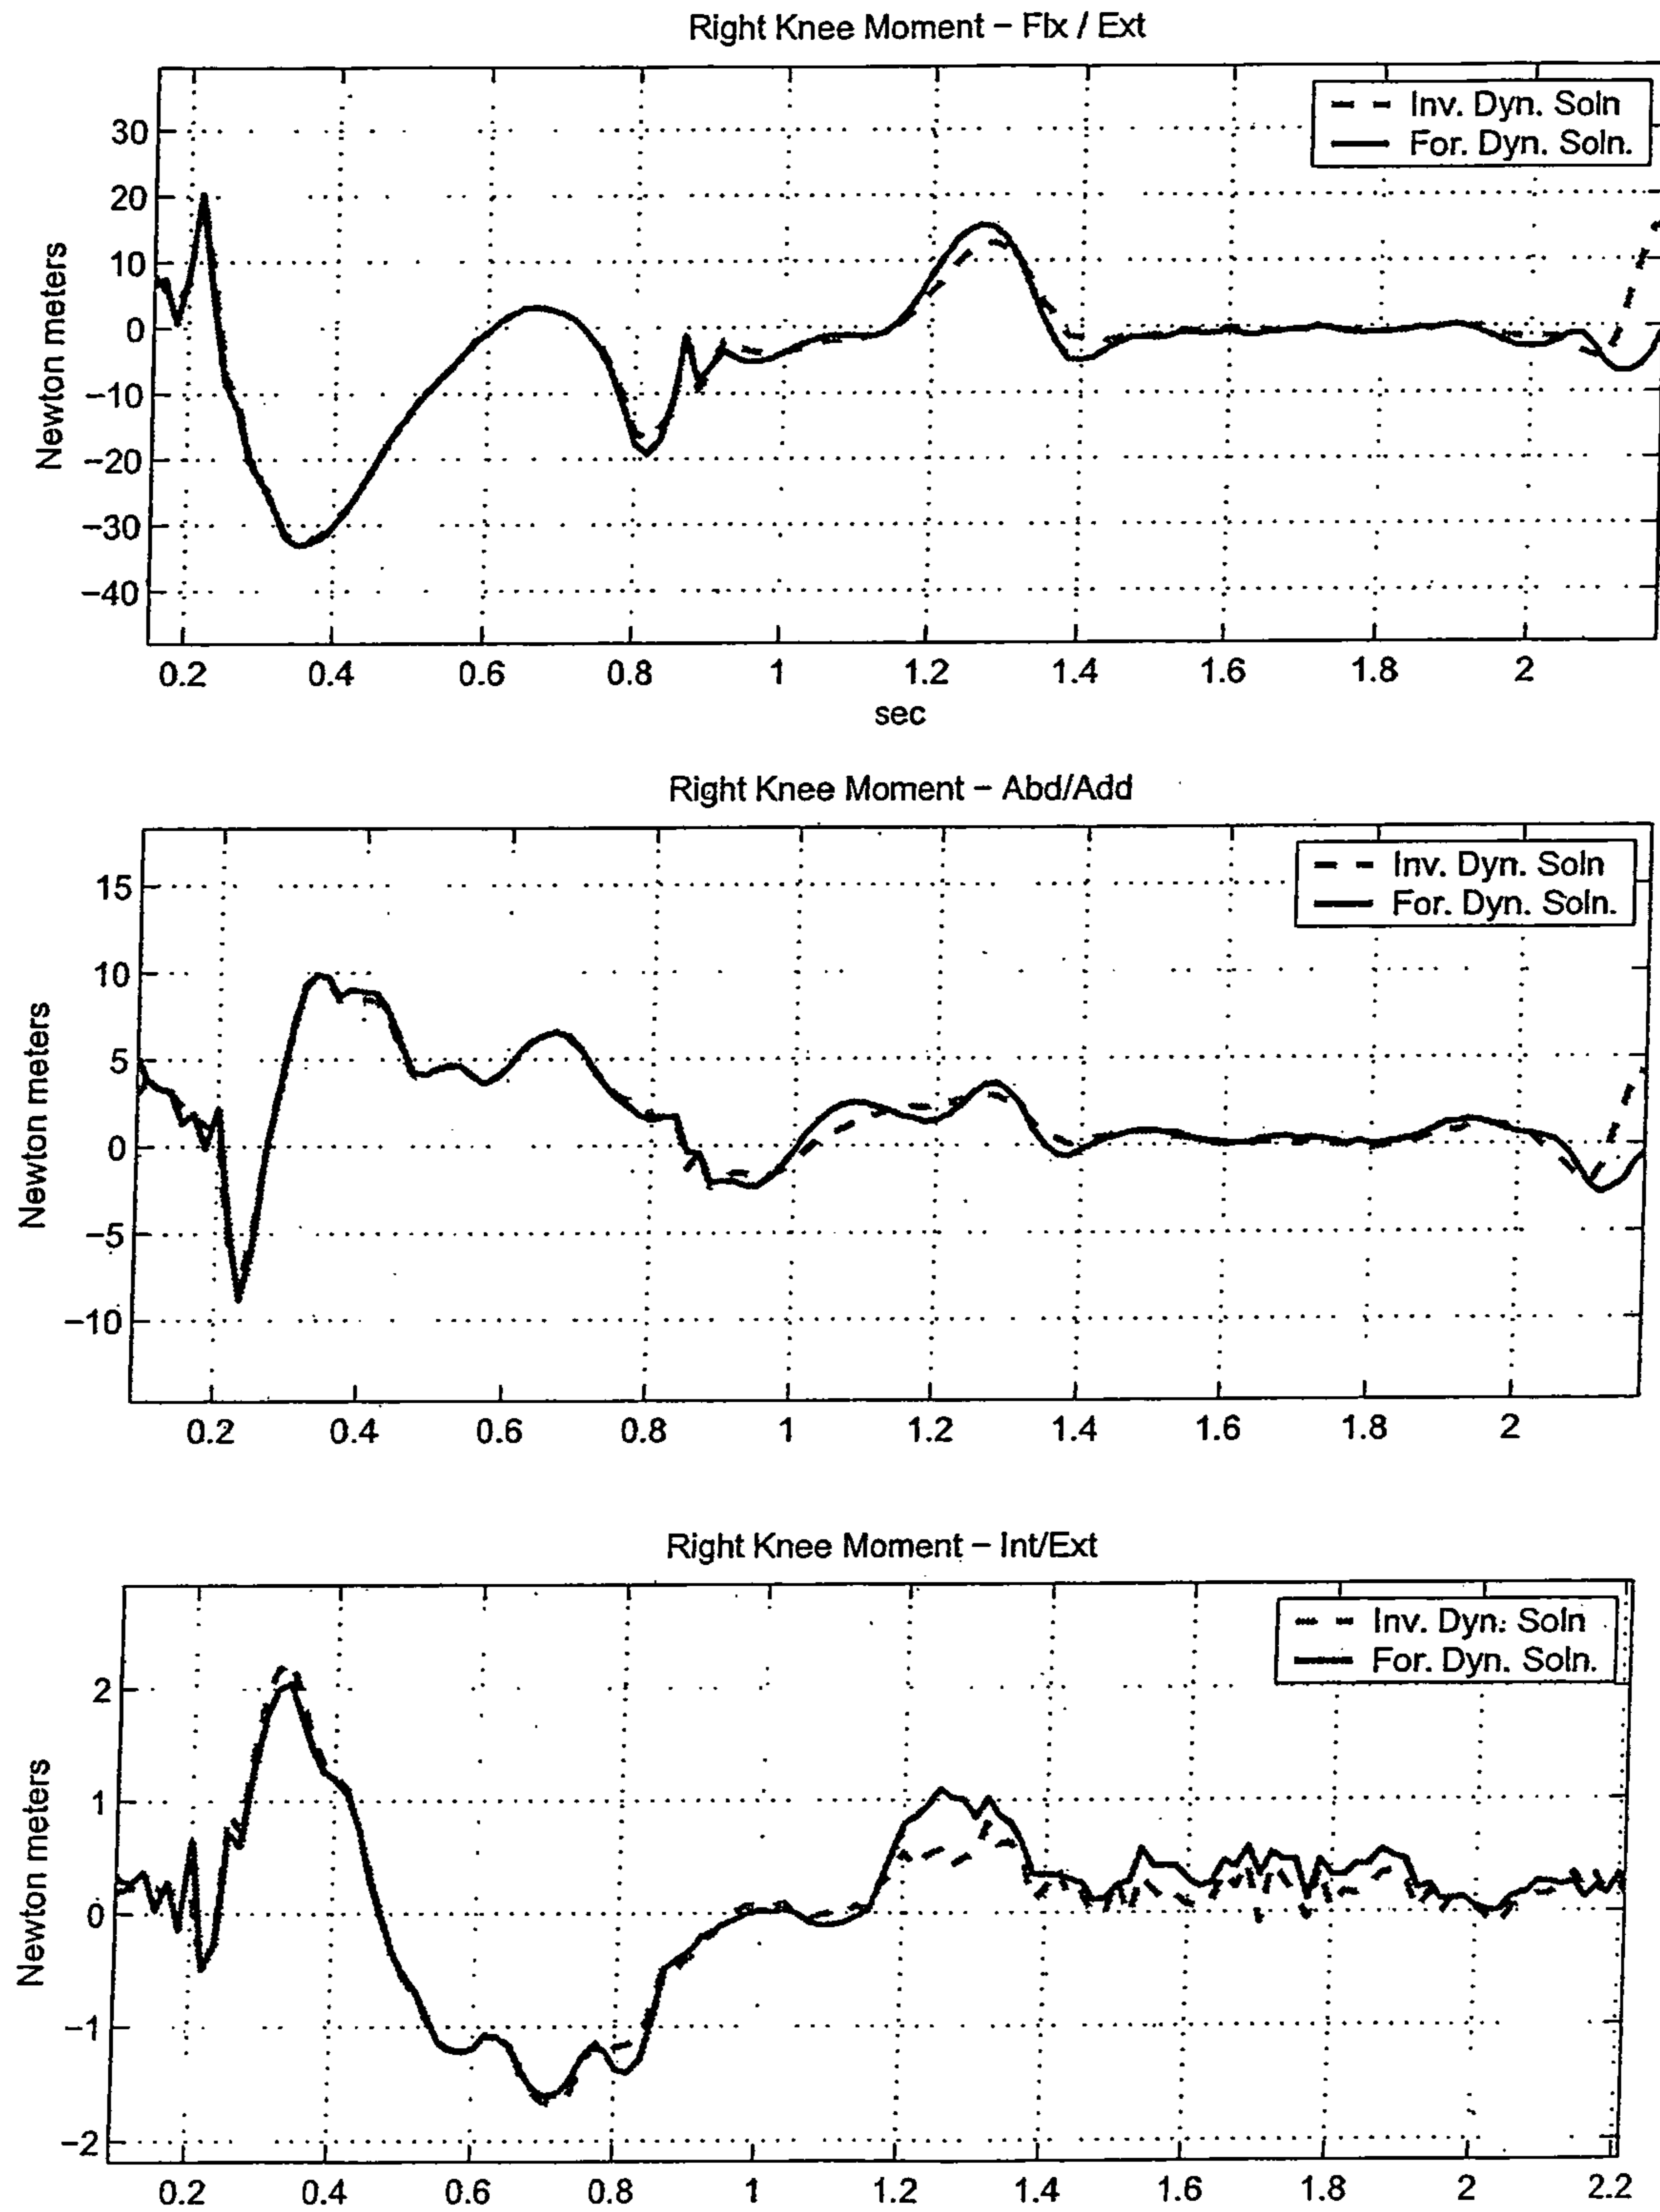 Right Knee Moment – Flx / Ext
Inv. Dyn. Soln
For. Dyn. Soln.
Newton meters
30
20
10
0
−10
−20
−30
−40
0.2 0.4 0.6 0.8 1 1.2 1.4 1.6 1.8 2
sec
Right Knee Moment – Abd/Add
Inv. Dyn. Soln
For. Dyn. Soln.
Newton meters
15
10
5
0
−5
−10
0.2 0.4 0.6 0.8 1 1.2 1.4 1.6 1.8 2
Right Knee Moment – Int/Ext
Inv. Dyn. Soln
For. Dyn. Soln.
Newton meters
2
1
0
−1
−2
0.2 0.4 0.6 0.8 1 1.2 1.4 1.6 1.8 2 2.2